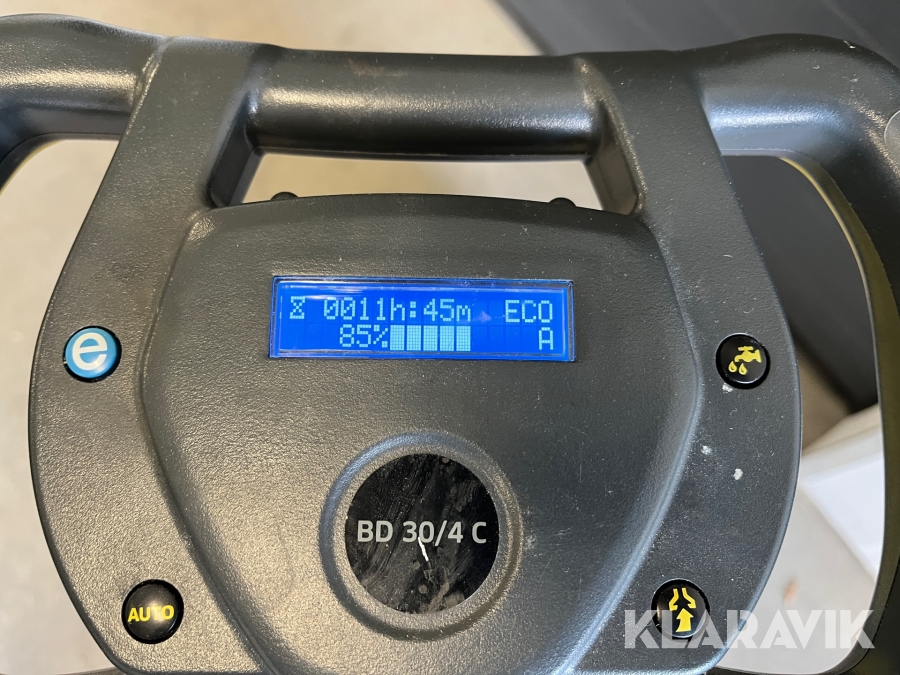 0011h:45m ECO
85% A
e
BD 30/4 C
AUTO
KLARAVIK